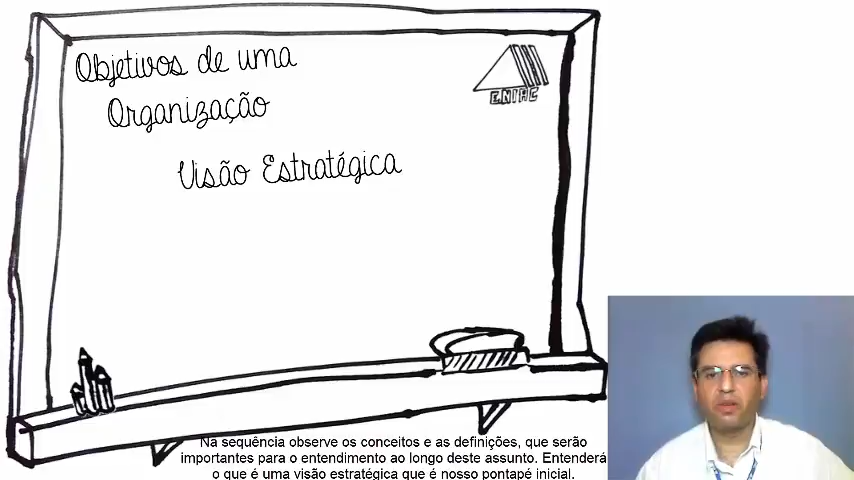 Objetivos de uma
Organização
ENIAC
Visão Estratégica
Na sequência observe os conceitos e as definições, que serão
importantes para o entendimento ao longo deste assunto. Entenderá
o que é uma visão estratégica que é nosso pontapé inicial.